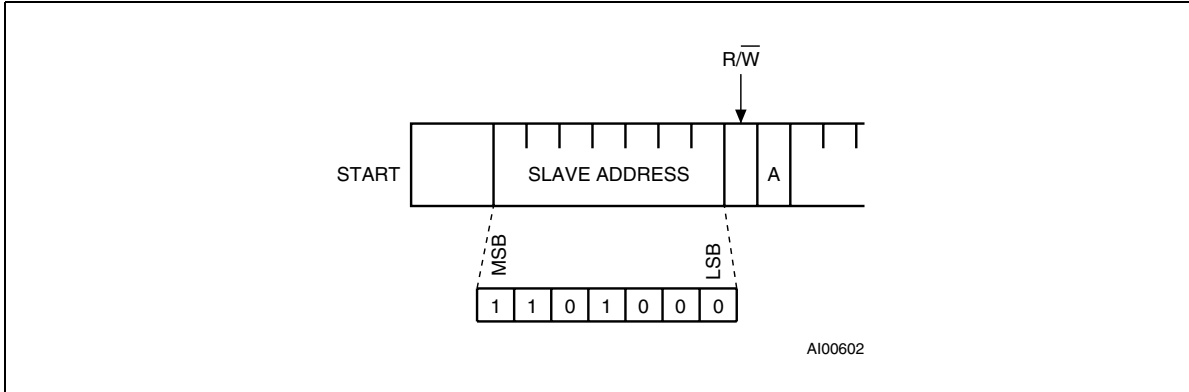 R/W̅
START
SLAVE ADDRESS
A
MSB
LSB
1 1 0 1 0 0 0
AI00602